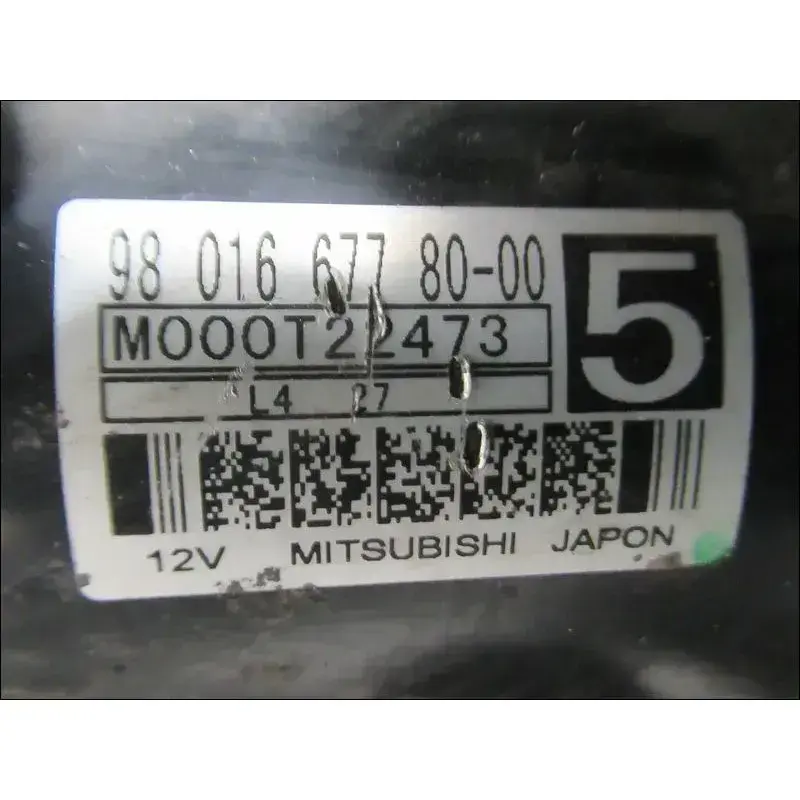 98 016 677 80-00
M000T22473
5
L4 27
12V MITSUBISHI JAPON